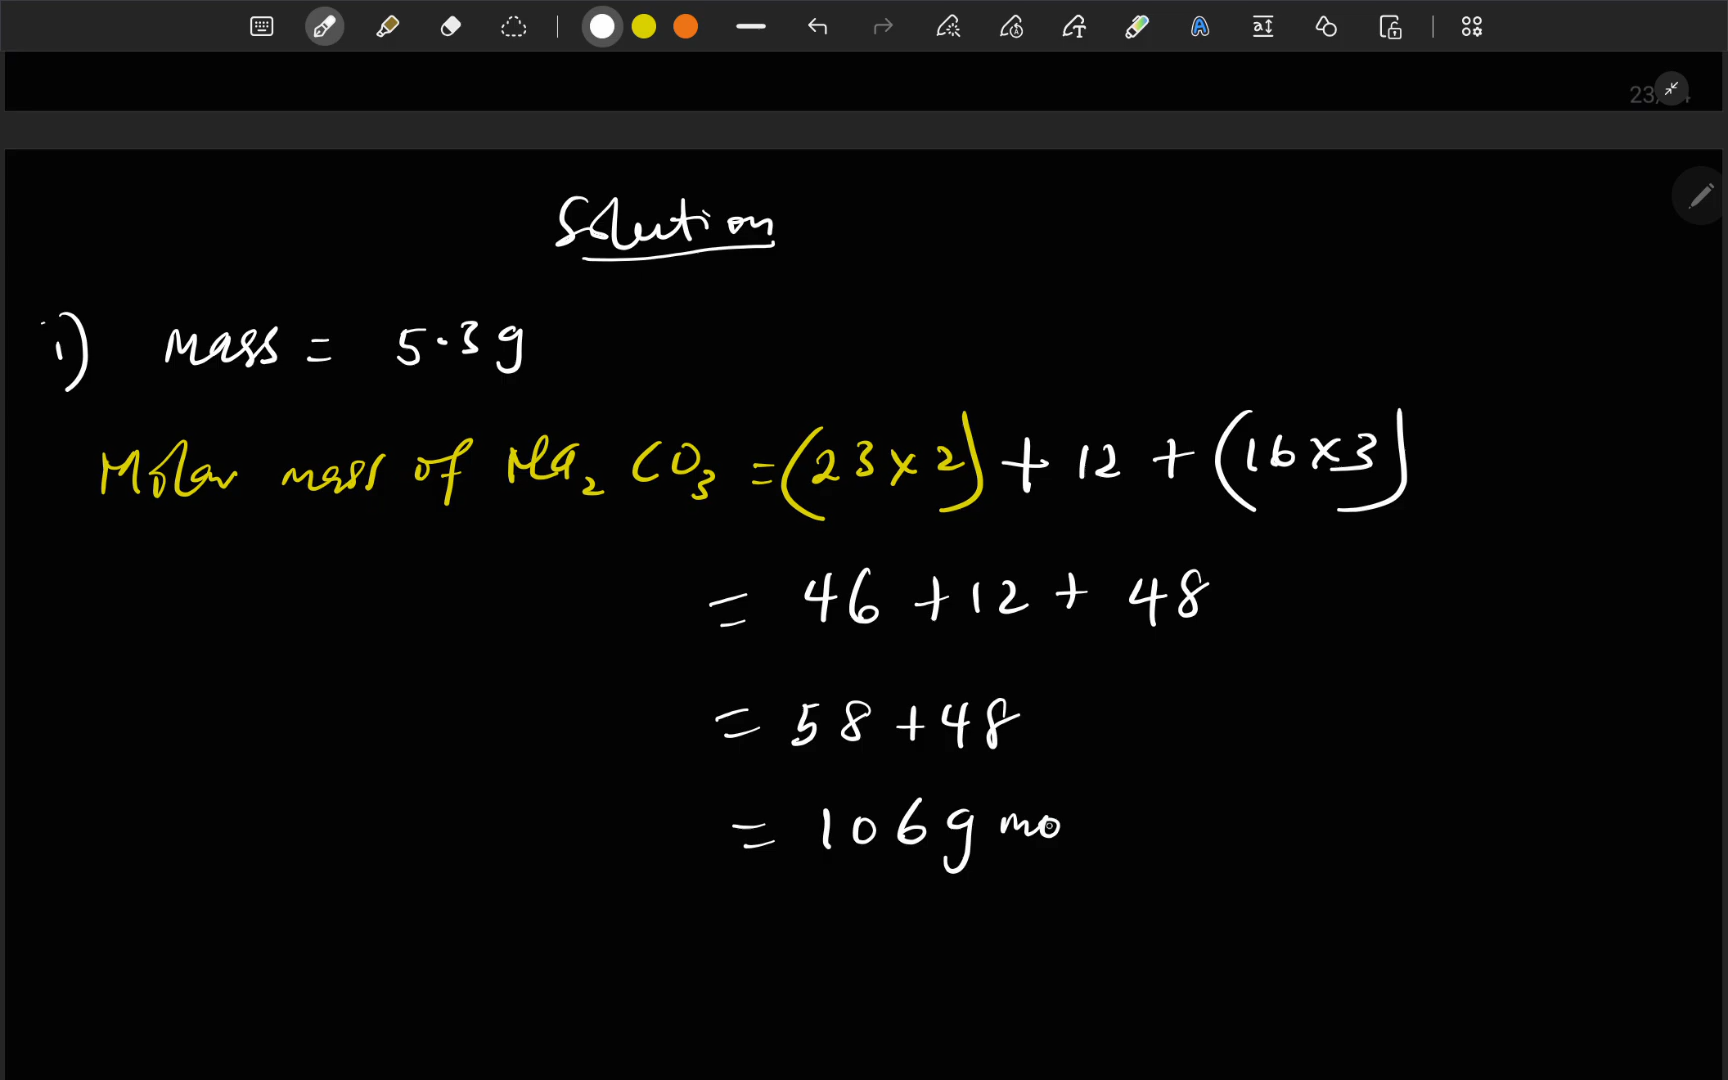 Solution
i) Mass = 5.3g
Molar mass of Na₂CO₃ = (23×2) + 12 + (16×3)
= 46 + 12 + 48
= 58 + 48
= 106g mo